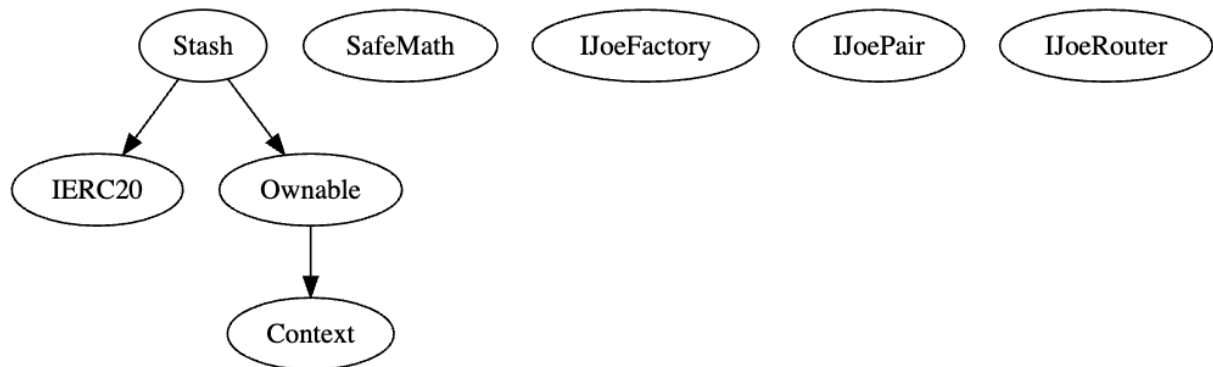 Stash
SafeMath
IJoeFactory
IJoePair
IJoeRouter
IERC20
Ownable
Context